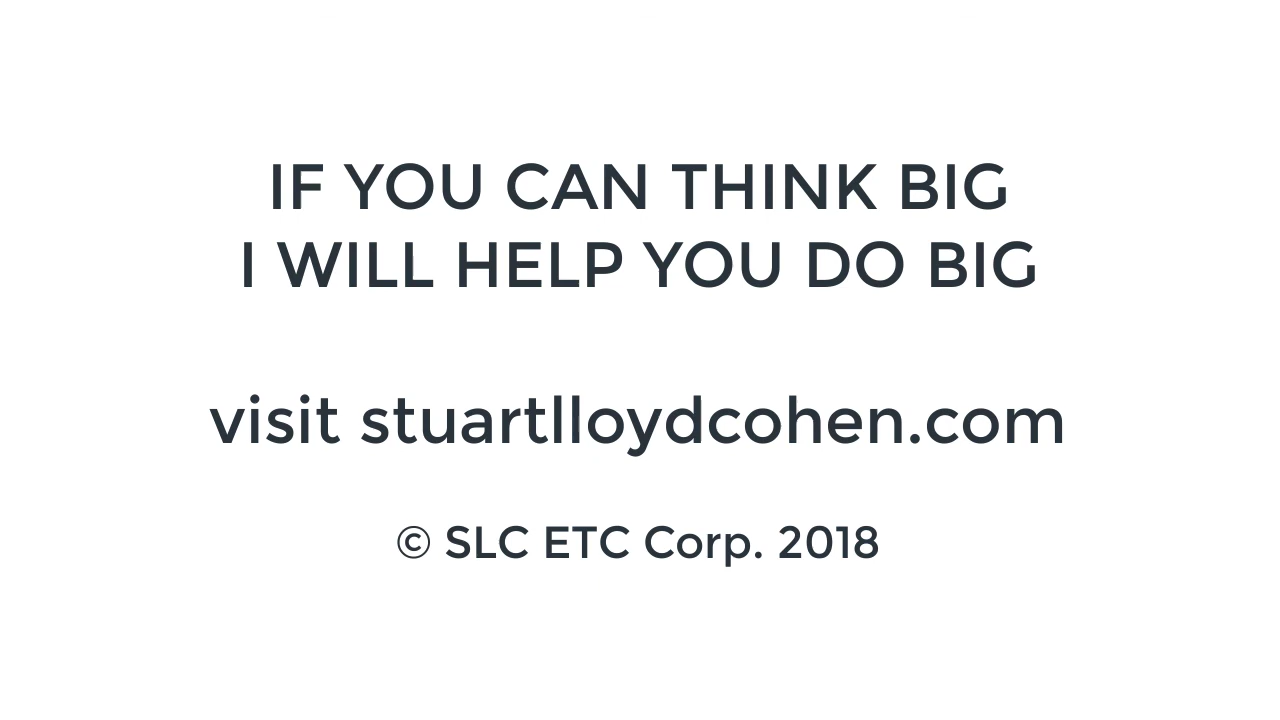 IF YOU CAN THINK BIG
I WILL HELP YOU DO BIG
visit stuartlloydcohen.com
© SLC ETC Corp. 2018